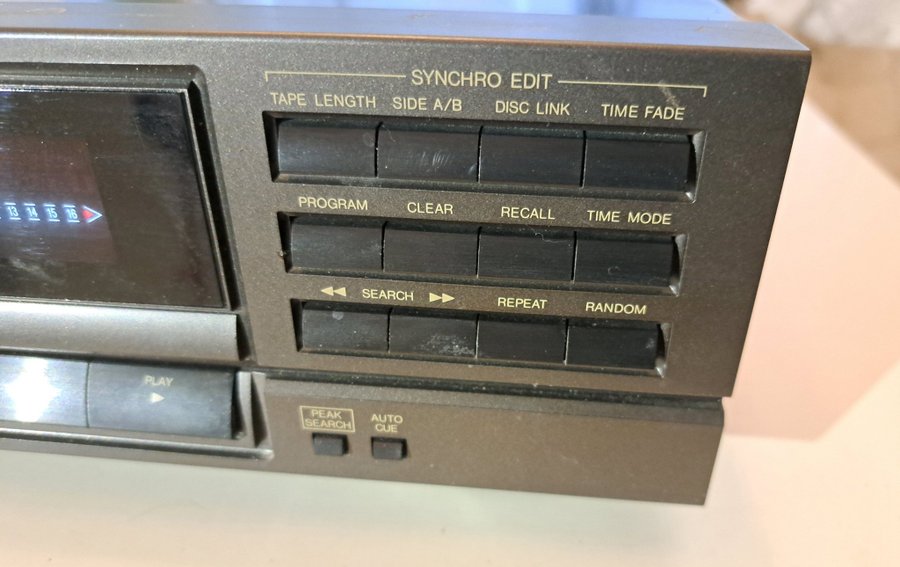 SYNCHRO EDIT
TAPE LENGTH SIDE A/B DISC LINK TIME FADE
PROGRAM CLEAR RECALL TIME MODE
13 14 15 16
SEARCH REPEAT RANDOM
PLAY
PEAK SEARCH
AUTO CUE